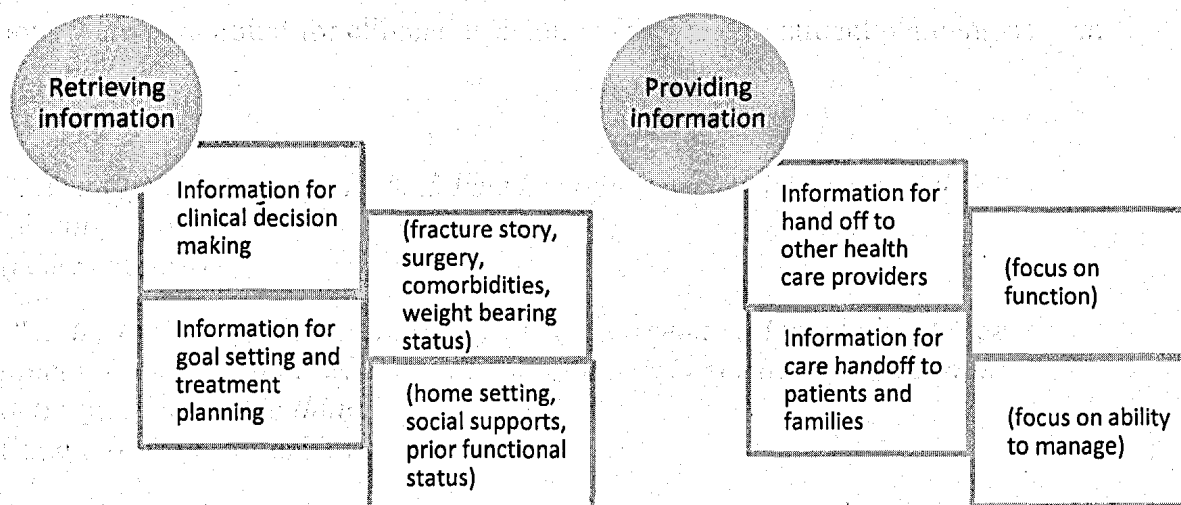 Retrieving
information
Information for
clinical decision
making
(fracture story,
surgery,
comorbidities,
weight bearing
status)
Information for
goal setting and
treatment
planning
(home setting,
social supports,
prior functional
status)
Providing
information
Information for
hand off to
other health
care providers
(focus on
function)
Information for
care handoff to
patients and
families
(focus on ability
to manage)